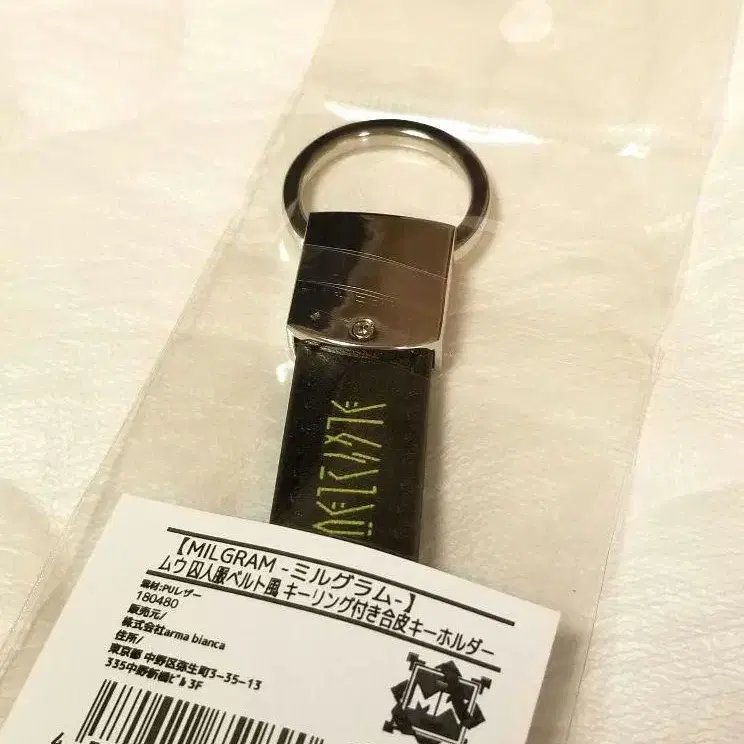 【MILGRAM -ミルグラム-】
ムウ 囚人服ベルト風 キーリング付き合皮キーホルダー
素材:PUレザー
180480
販売元/
株式会社arma bianca
住所/
東京都 中野区弥生町3-35-13
335中野新橋ビル 3F
4